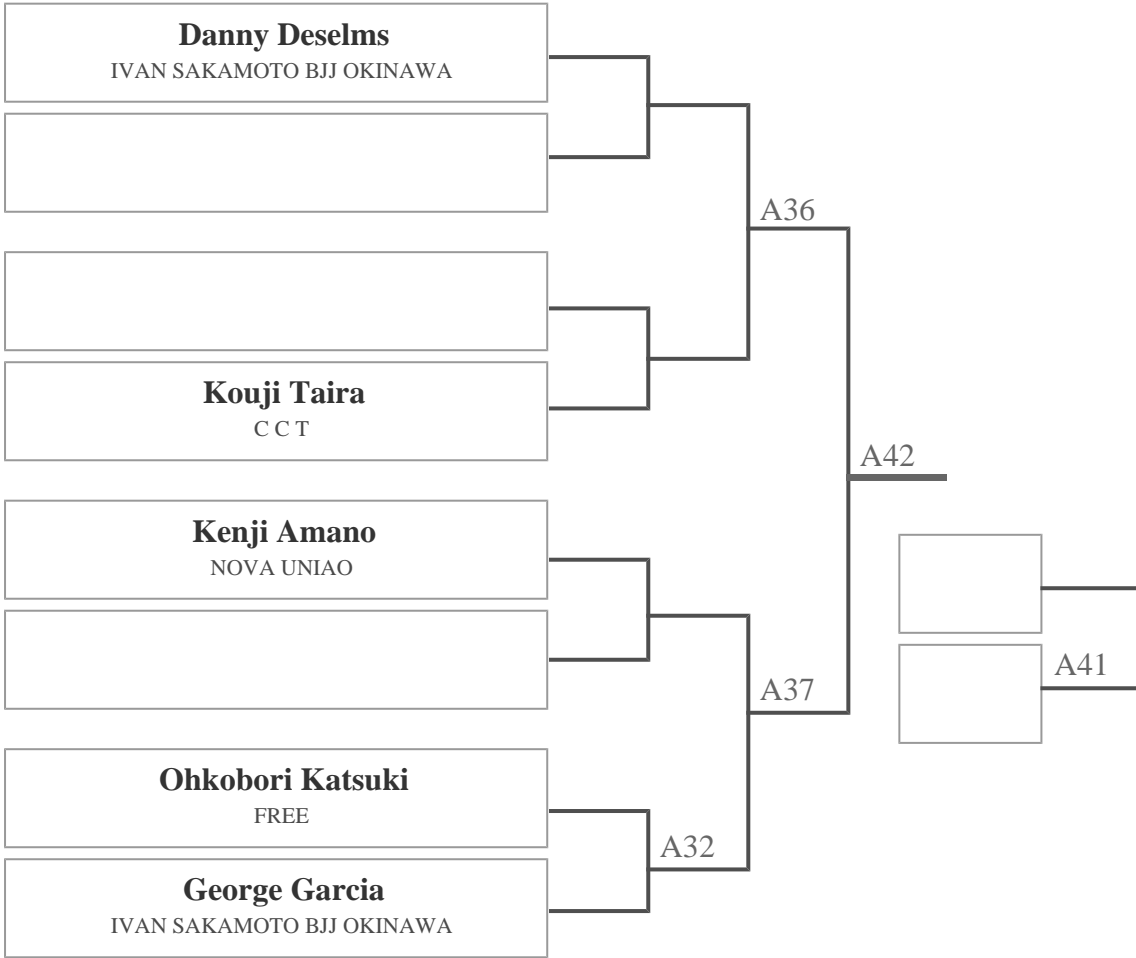 Danny Deselms
IVAN SAKAMOTO BJJ OKINAWA
A36
Kouji Taira
C C T
A42
Kenji Amano
NOVA UNIAO
A41
A37
Ohkobori Katsuki
FREE
A32
George Garcia
IVAN SAKAMOTO BJJ OKINAWA